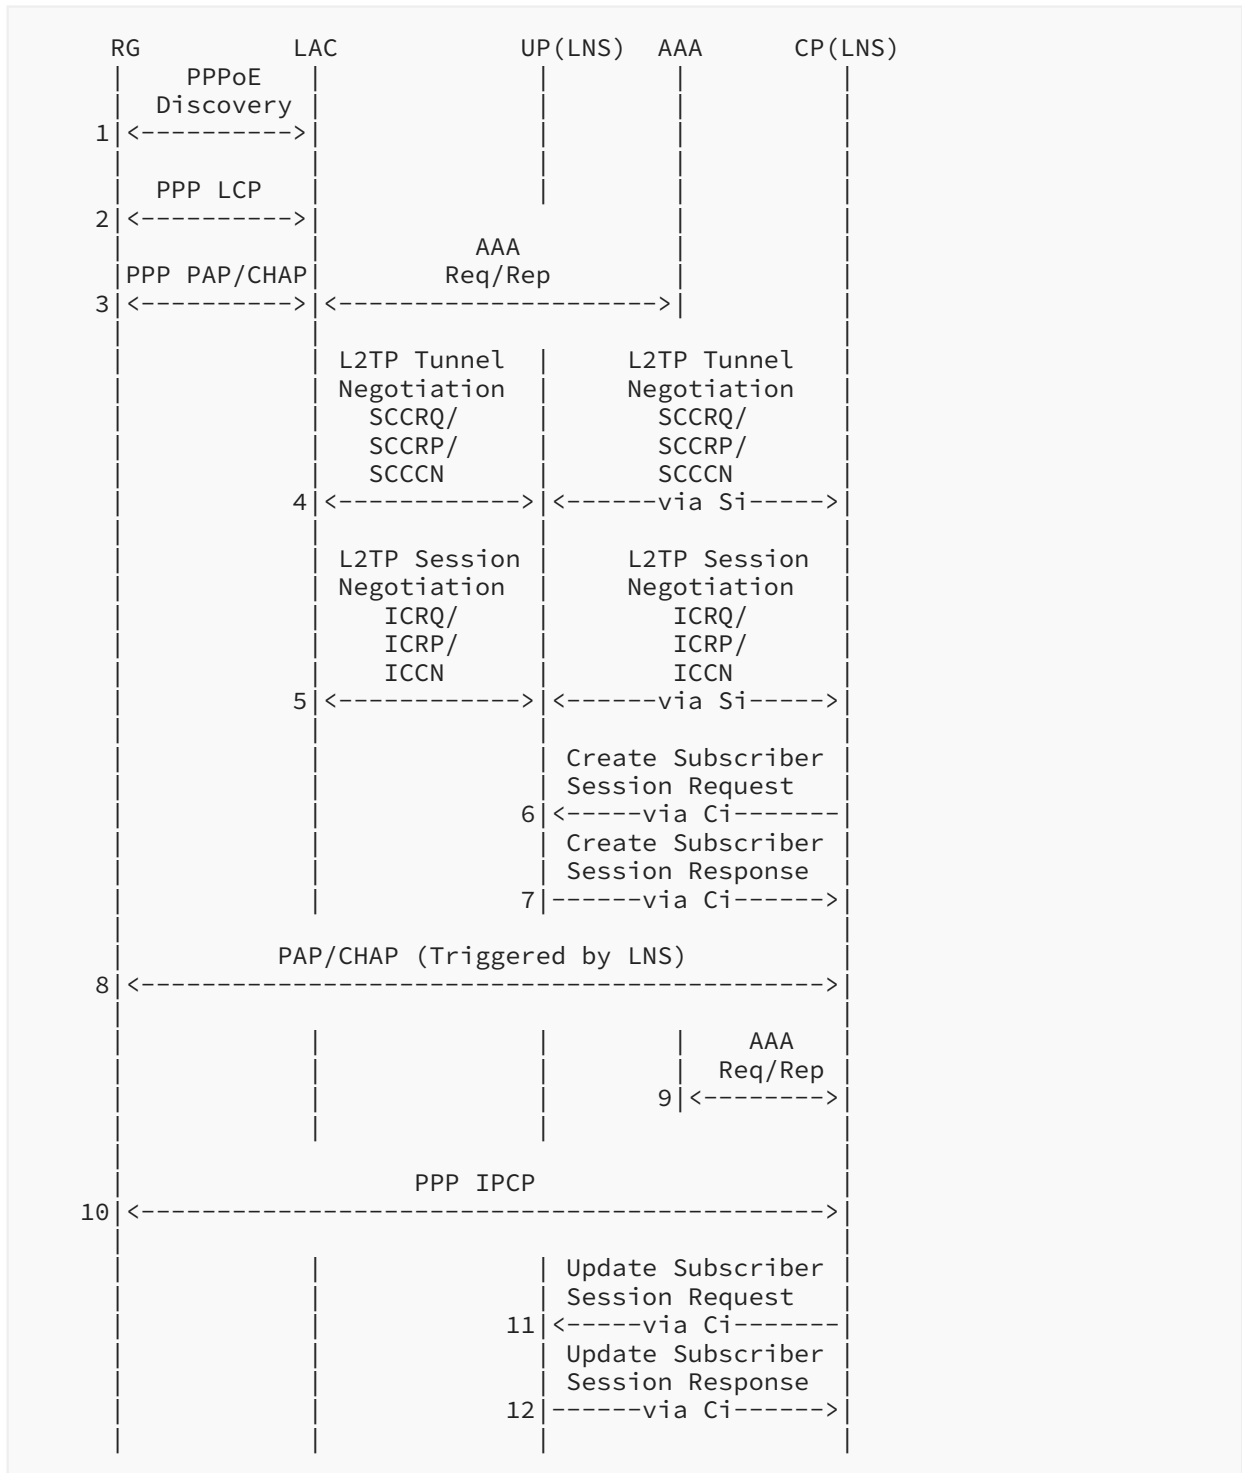 RG LAC UP(LNS) AAA CP(LNS)
| PPPoE | | | |
| Discovery | | | |
1|<---------->| | | |
| | | | |
| PPP LCP | | | |
2|<---------->| | |
| | AAA | |
|PPP PAP/CHAP| Req/Rep | |
3|<---------->|<--------------------->| |
| | |
| | L2TP Tunnel | L2TP Tunnel |
| | Negotiation | Negotiation |
| | SCCRQ/ | SCCRQ/ |
| | SCCRP/ | SCCRP/ |
| | SCCCN | SCCCN |
| 4|<------------>|<------via Si----->|
| | | |
| | L2TP Session | L2TP Session |
| | Negotiation | Negotiation |
| | ICRQ/ | ICRQ/ |
| | ICRP/ | ICRP/ |
| | ICCN | ICCN |
| 5|<------------>|<------via Si----->|
| | | |
| | | Create Subscriber |
| | | Session Request |
| | 6|<-----via Ci-------|
| | | Create Subscriber |
| | | Session Response |
| | 7|------via Ci------>|
| |
| PAP/CHAP (Triggered by LNS) |
8|<--------------------------------------------->|
| |
| | | | AAA |
| | | | Req/Rep |
| | | 9|<-------->|
| | | |
| |
| PPP IPCP |
10|<--------------------------------------------->|
| |
| | | Update Subscriber |
| | | Session Request |
| | 11|<-----via Ci-------|
| | | Update Subscriber |
| | | Session Response |
| | 12|------via Ci------>|
| | | |